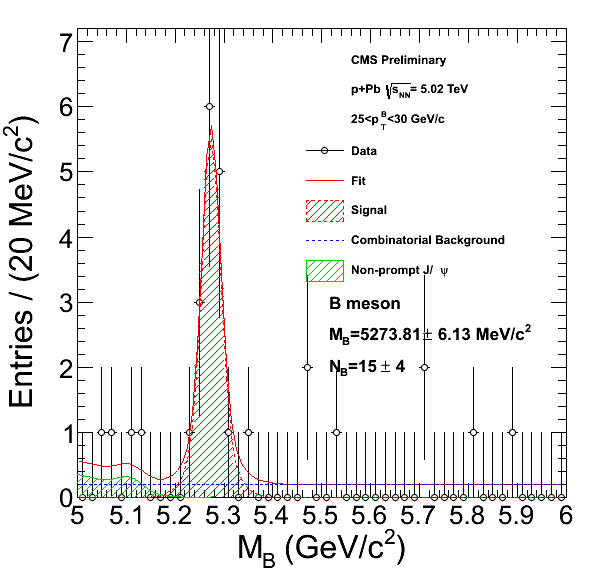 Entries / (20 MeV/c²)
7
6
5
4
3
2
1
0
CMS Preliminary
p+Pb √sNN= 5.02 TeV
25<pTB<30 GeV/c
Data
Fit
Signal
Combinatorial Background
Non-prompt J/ ψ
B meson
MB=5273.81± 6.13 MeV/c²
NB=15± 4
5 5.1 5.2 5.3 5.4 5.5 5.6 5.7 5.8 5.9 6
MB (GeV/c²)